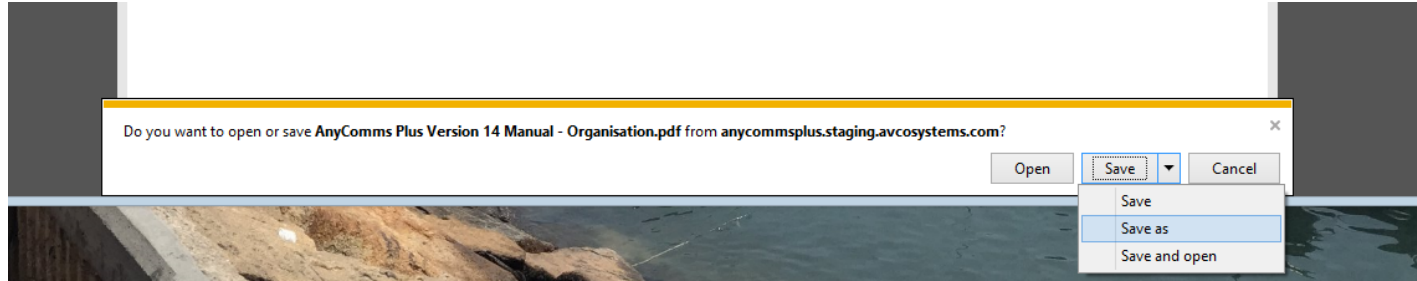 Do you want to open or save AnyComms Plus Version 14 Manual - Organisation.pdf from anycommsplus.staging.avcosystems.com?
×
Open Save Cancel
Save
Save as
Save and open